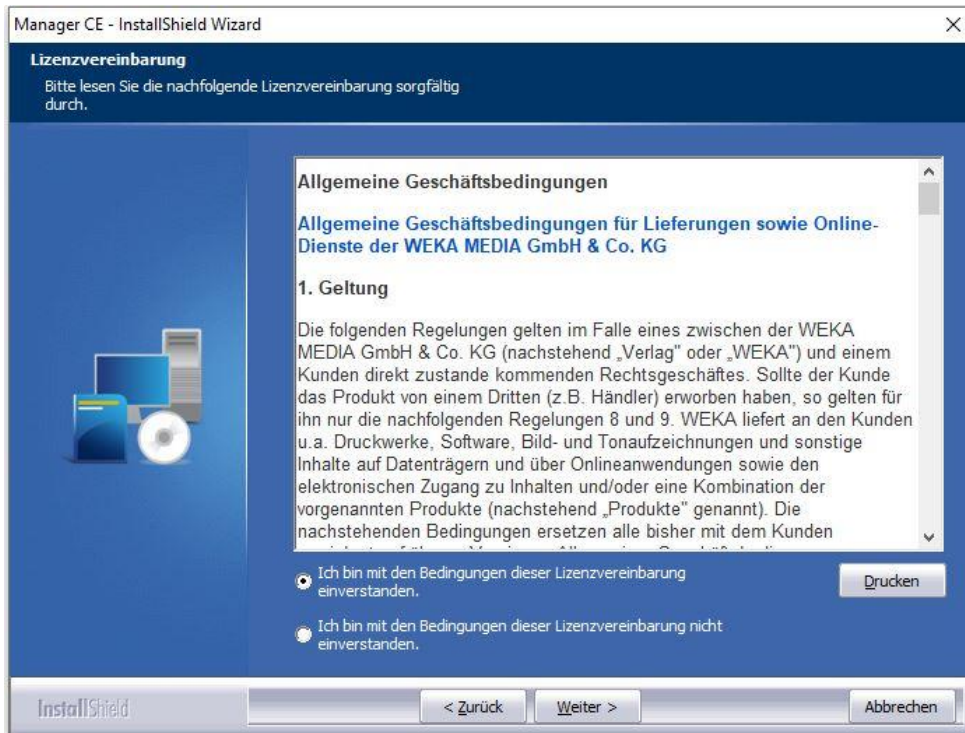 Manager CE - InstallShield Wizard
Lizenzvereinbarung
Bitte lesen Sie die nachfolgende Lizenzvereinbarung sorgfältig
durch.
Allgemeine Geschäftsbedingungen
Allgemeine Geschäftsbedingungen für Lieferungen sowie Online-
Dienste der WEKA MEDIA GmbH & Co. KG
1. Geltung
Die folgenden Regelungen gelten im Falle eines zwischen der WEKA
MEDIA GmbH & Co. KG (nachstehend „Verlag" oder „WEKA") und einem
Kunden direkt zustande kommenden Rechtsgeschäftes. Sollte der Kunde
das Produkt von einem Dritten (z.B. Händler) erworben haben, so gelten für
ihn nur die nachfolgenden Regelungen 8 und 9. WEKA liefert an den Kunden
u.a. Druckwerke, Software, Bild- und Tonaufzeichnungen und sonstige
Inhalte auf Datenträgern und über Onlineanwendungen sowie den
elektronischen Zugang zu Inhalten und/oder eine Kombination der
vorgenannten Produkte (nachstehend „Produkte" genannt). Die
nachstehenden Bedingungen ersetzen alle bisher mit dem Kunden
Ich bin mit den Bedingungen dieser Lizenzvereinbarung
einverstanden.
Drucken
Ich bin mit den Bedingungen dieser Lizenzvereinbarung nicht
einverstanden.
InstallShield
< Zurück
Weiter >
Abbrechen